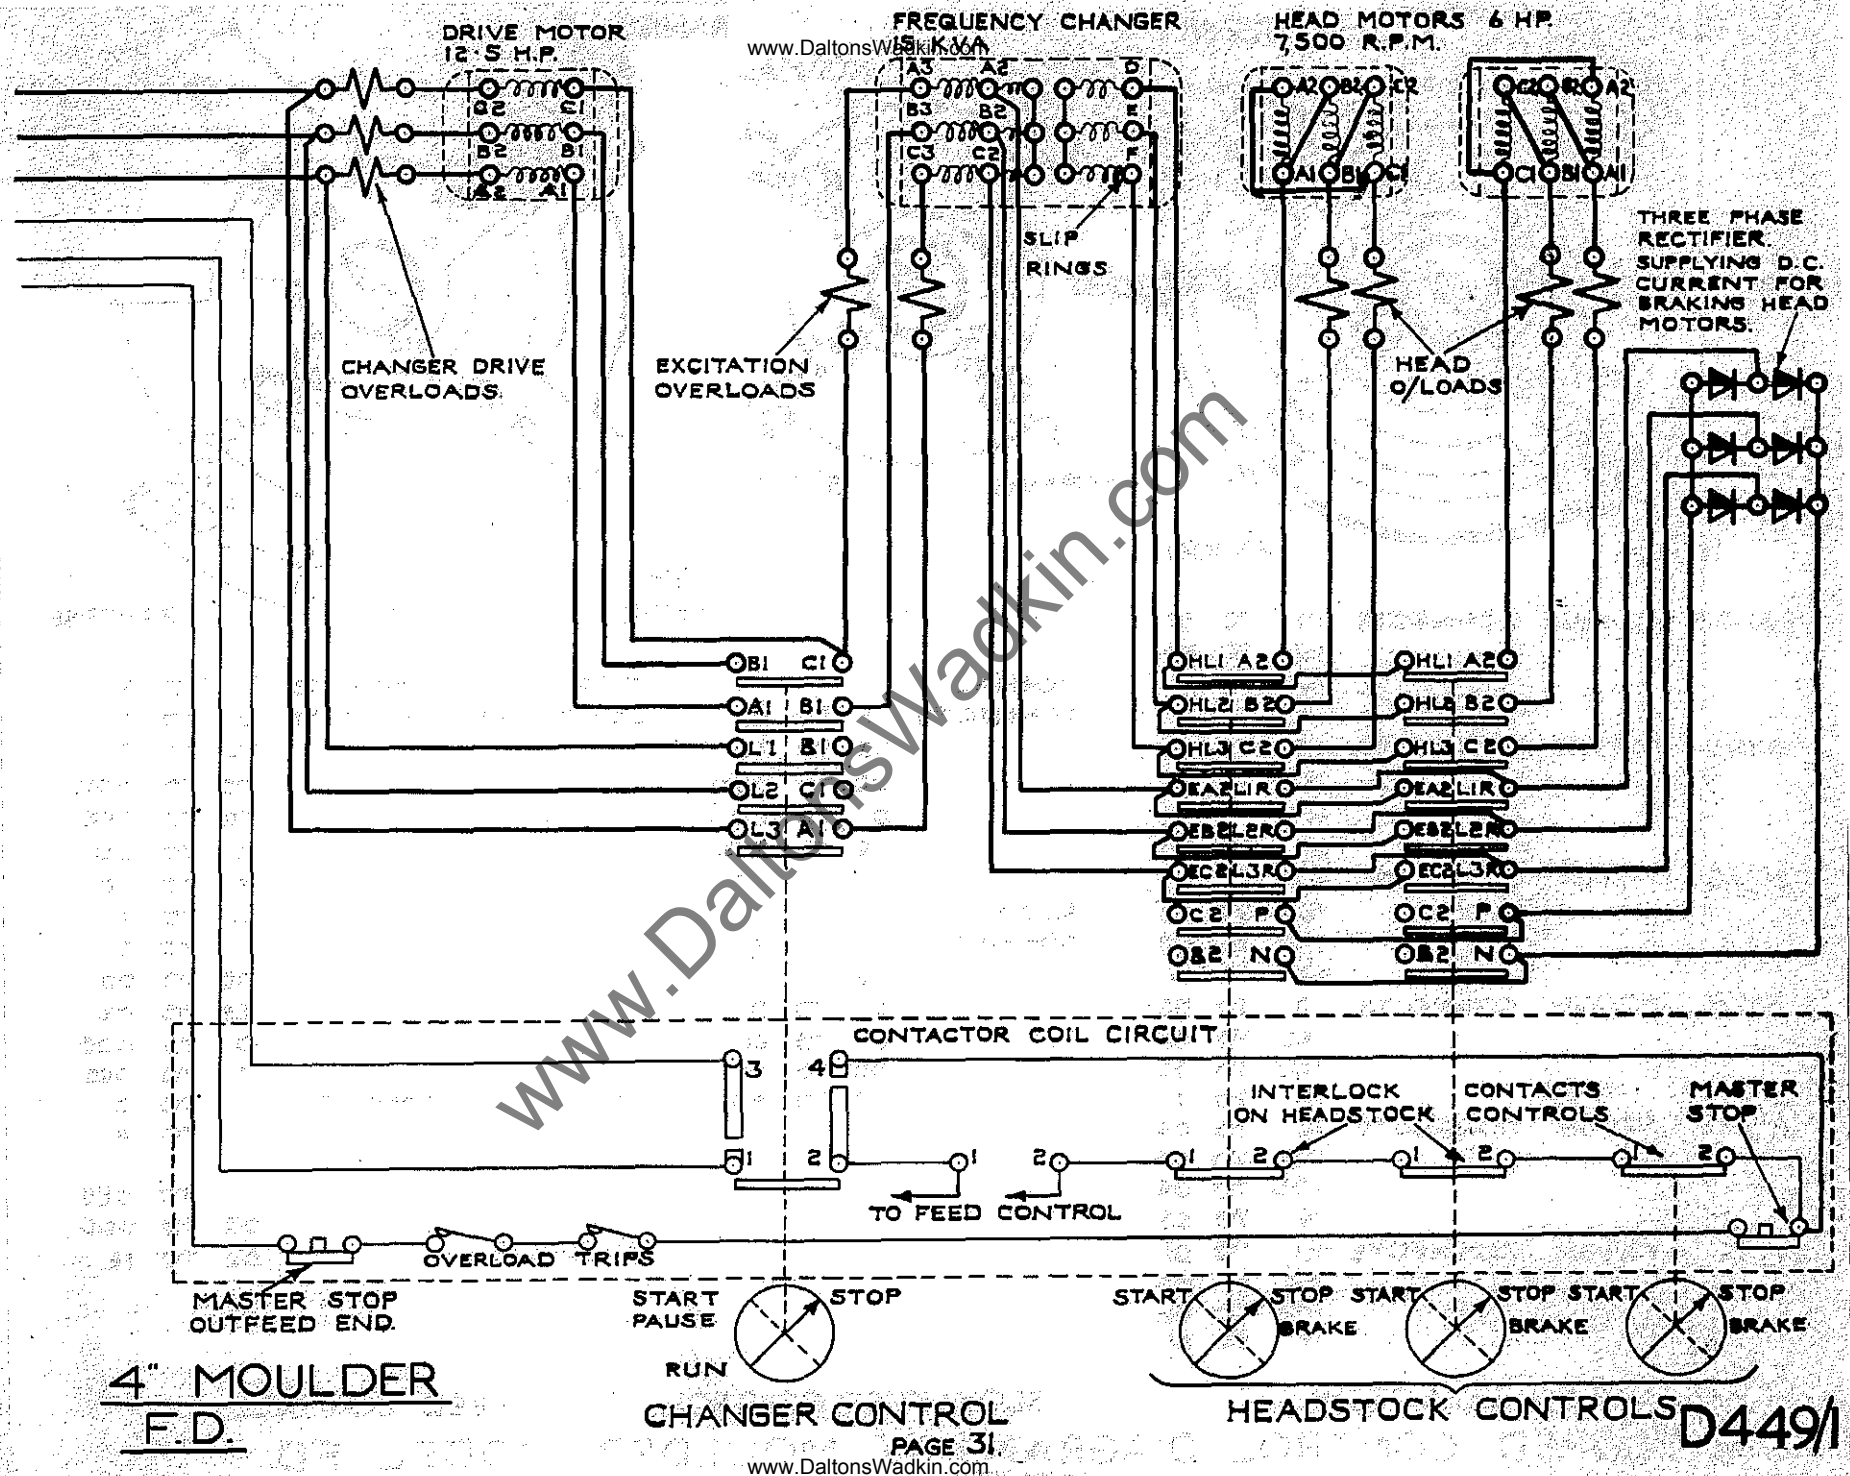 DRIVE MOTOR
12·5 H.P.
FREQUENCY CHANGER
15 KVA
www.DaltonsWadkin.com
HEAD MOTORS 6 HP.
7,500 R.P.M.
C2 C1
B2 B1
A2 A1
A3 A2 D
B3 B2 E
C3 C2 F
A2 B2 C2
A1 B1 C1
C2 B2 A2
C1 B1 A1
SLIP
RINGS
THREE PHASE
RECTIFIER.
SUPPLYING D.C.
CURRENT FOR
BRAKING HEAD
MOTORS.
CHANGER DRIVE
OVERLOADS.
EXCITATION
OVERLOADS
HEAD
O/LOADS
B1 C1
A1 B1
L1 B1
L2 C1
L3 A1
HL1 A2
HL2 B2
HL3 C2
EA2 L1R
EB2 L2R
EC2 L3R
C2 P
B2 N
HL1 A2
HL2 B2
HL3 C2
EA2 L1R
EB2 L2R
EC2 L3R
C2 P
B2 N
www.DaltonsWadkin.com
CONTACTOR COIL CIRCUIT
3 4
INTERLOCK CONTACTS
ON HEADSTOCK CONTROLS
MASTER
STOP
1 2 1 2 1 2 1 2 1 2
TO FEED CONTROL
OVERLOAD TRIPS
MASTER STOP
OUTFEED END.
START
PAUSE
STOP
RUN
START STOP
BRAKE
START STOP
BRAKE
START STOP
BRAKE
4" MOULDER
F.D.
CHANGER CONTROL
PAGE 31.
HEADSTOCK CONTROLS
D449/1
www.DaltonsWadkin.com